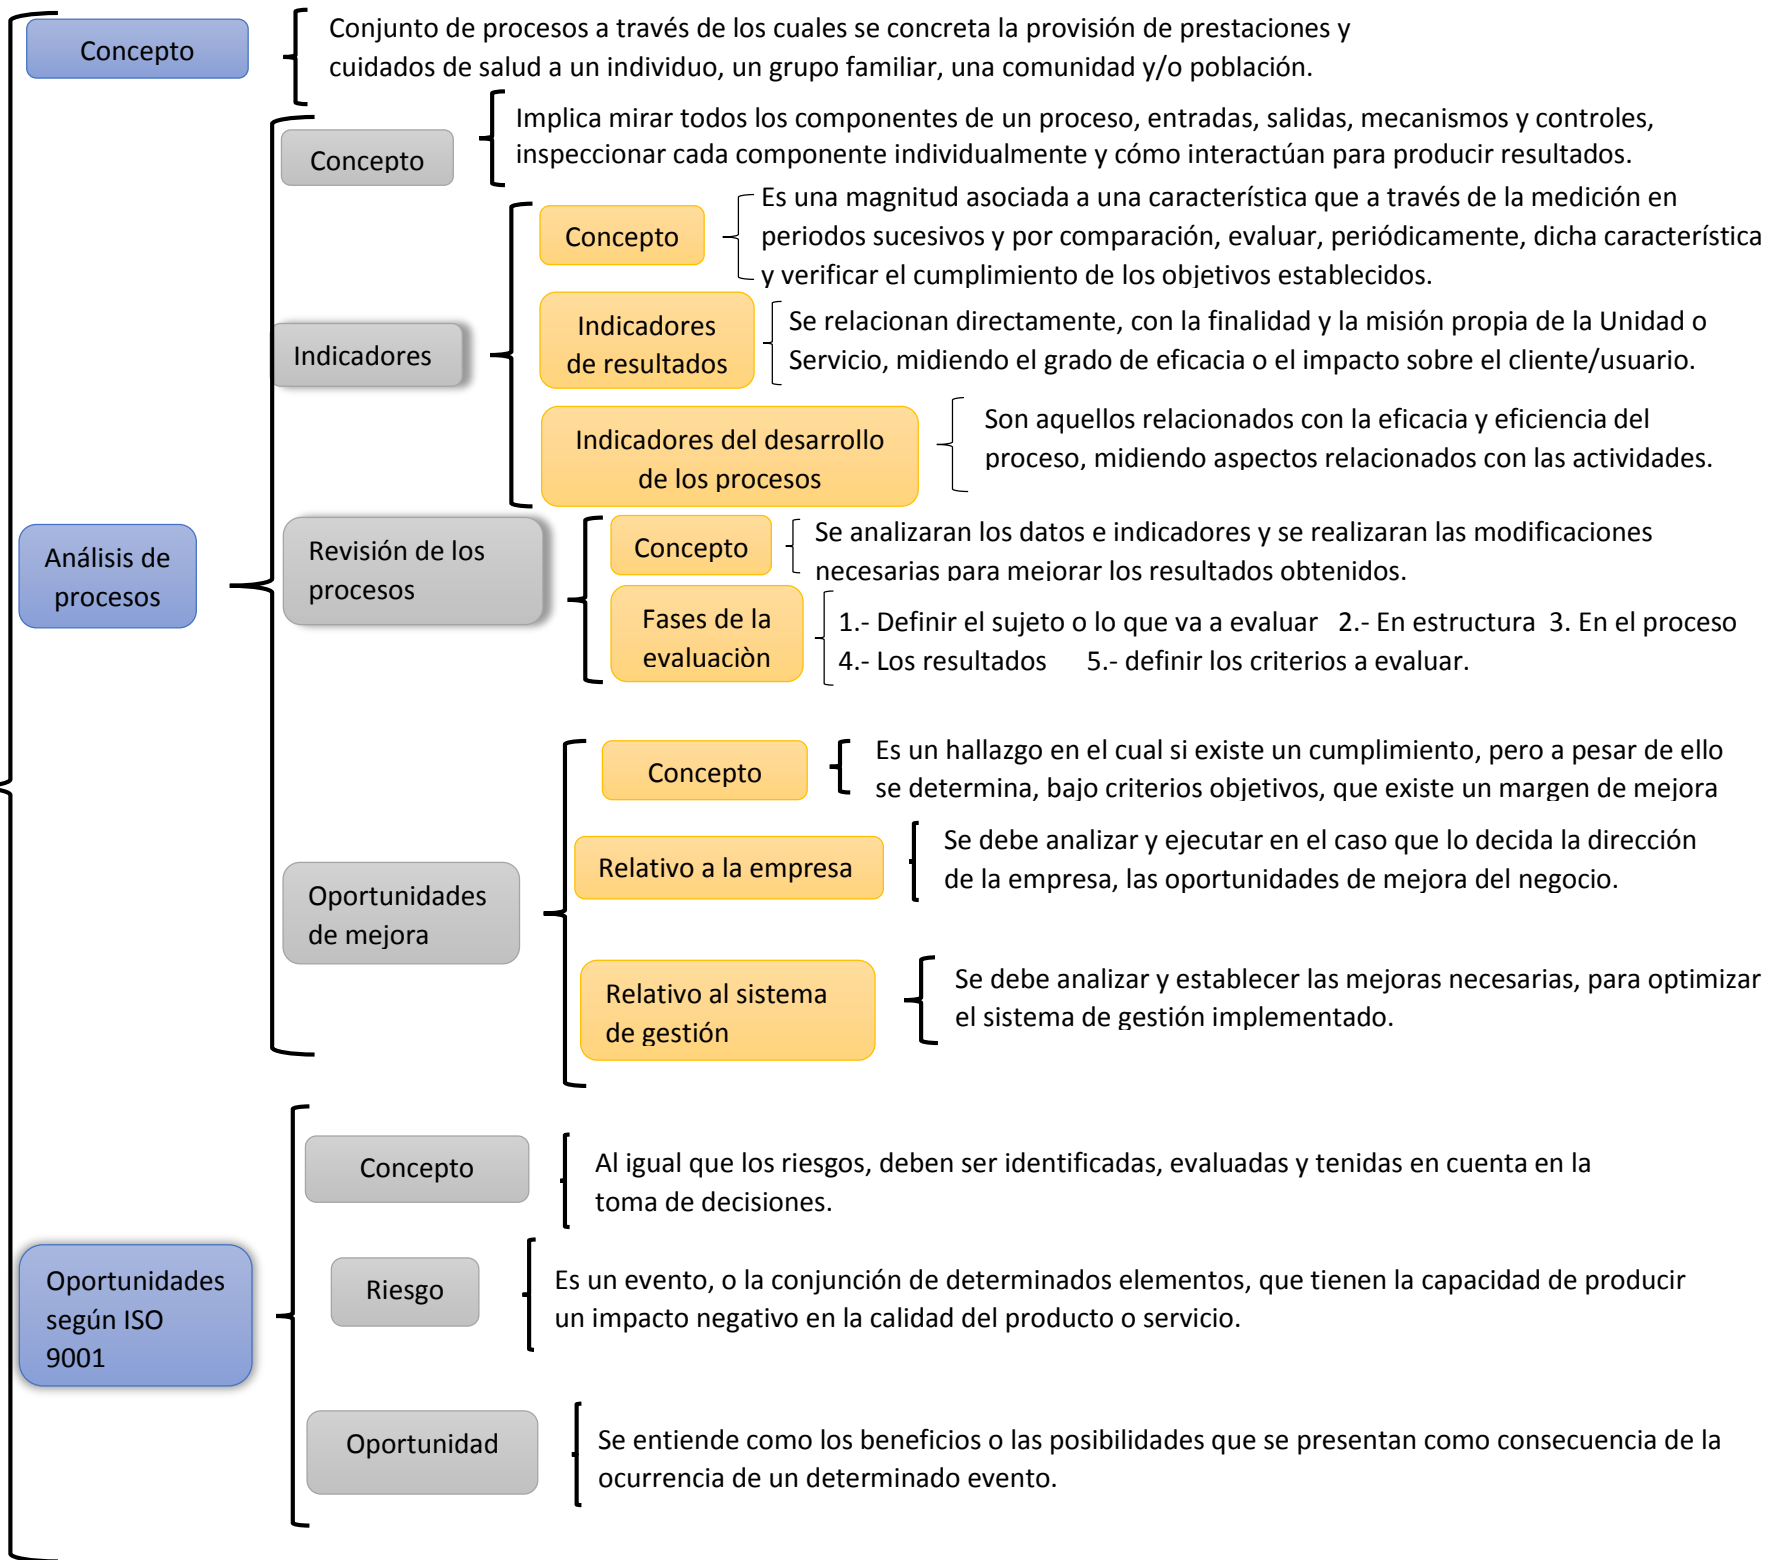 Concepto
Conjunto de procesos a través de los cuales se concreta la provisión de prestaciones y
cuidados de salud a un individuo, un grupo familiar, una comunidad y/o población.
Análisis de
procesos
Concepto
Implica mirar todos los componentes de un proceso, entradas, salidas, mecanismos y controles,
inspeccionar cada componente individualmente y cómo interactúan para producir resultados.
Indicadores
Concepto
Es una magnitud asociada a una característica que a través de la medición en
periodos sucesivos y por comparación, evaluar, periódicamente, dicha característica
y verificar el cumplimiento de los objetivos establecidos.
Indicadores
de resultados
Se relacionan directamente, con la finalidad y la misión propia de la Unidad o
Servicio, midiendo el grado de eficacia o el impacto sobre el cliente/usuario.
Indicadores del desarrollo
de los procesos
Son aquellos relacionados con la eficacia y eficiencia del
proceso, midiendo aspectos relacionados con las actividades.
Revisión de los
procesos
Concepto
Se analizaran los datos e indicadores y se realizaran las modificaciones
necesarias para mejorar los resultados obtenidos.
Fases de la
evaluaciòn
1.- Definir el sujeto o lo que va a evaluar 2.- En estructura 3. En el proceso
4.- Los resultados 5.- definir los criterios a evaluar.
Oportunidades
de mejora
Concepto
Es un hallazgo en el cual si existe un cumplimiento, pero a pesar de ello
se determina, bajo criterios objetivos, que existe un margen de mejora
Relativo a la empresa
Se debe analizar y ejecutar en el caso que lo decida la dirección
de la empresa, las oportunidades de mejora del negocio.
Relativo al sistema
de gestión
Se debe analizar y establecer las mejoras necesarias, para optimizar
el sistema de gestión implementado.
Oportunidades
según ISO
9001
Concepto
Al igual que los riesgos, deben ser identificadas, evaluadas y tenidas en cuenta en la
toma de decisiones.
Riesgo
Es un evento, o la conjunción de determinados elementos, que tienen la capacidad de producir
un impacto negativo en la calidad del producto o servicio.
Oportunidad
Se entiende como los beneficios o las posibilidades que se presentan como consecuencia de la
ocurrencia de un determinado evento.